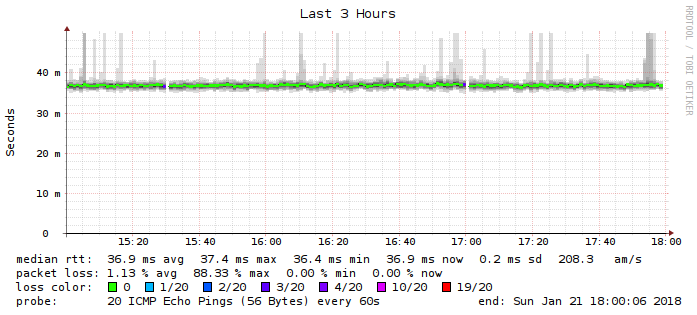 Last 3 Hours
RRDTOOL / TOBI OETIKER
Seconds
40 m
30 m
20 m
10 m
0
15:20 15:40 16:00 16:20 16:40 17:00 17:20 17:40 18:00
median rtt: 36.9 ms avg 37.4 ms max 36.4 ms min 36.9 ms now 0.2 ms sd 208.3 am/s
packet loss: 1.13 % avg 88.33 % max 0.00 % min 0.00 % now
loss color: 0 1/20 2/20 3/20 4/20 10/20 19/20
probe: 20 ICMP Echo Pings (56 Bytes) every 60s end: Sun Jan 21 18:00:06 2018